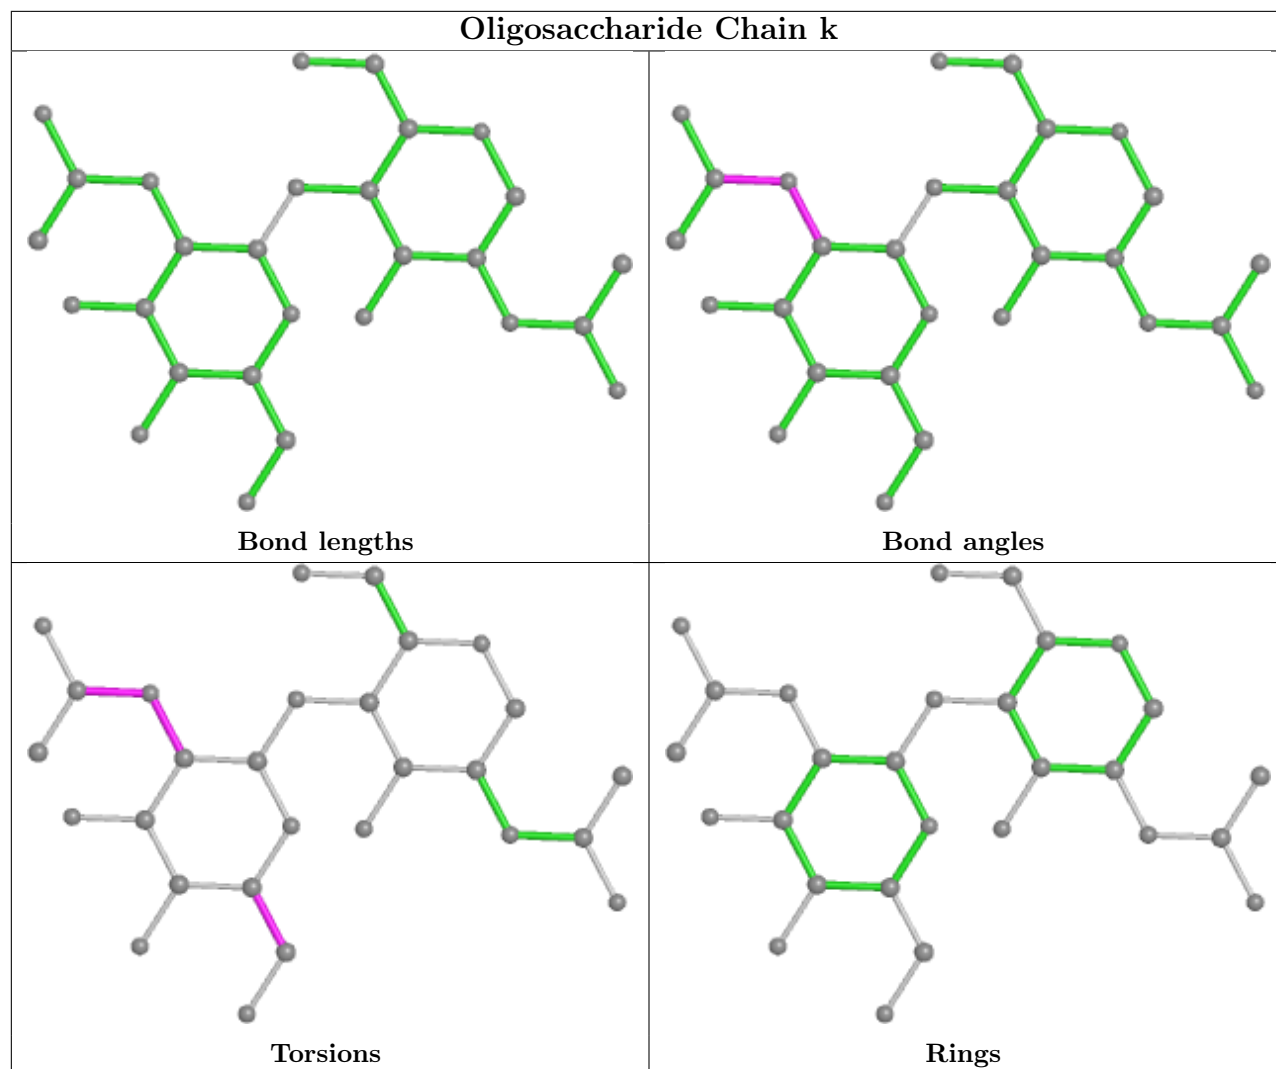 Oligosaccharide Chain k
Bond lengths
Bond angles
Torsions
Rings